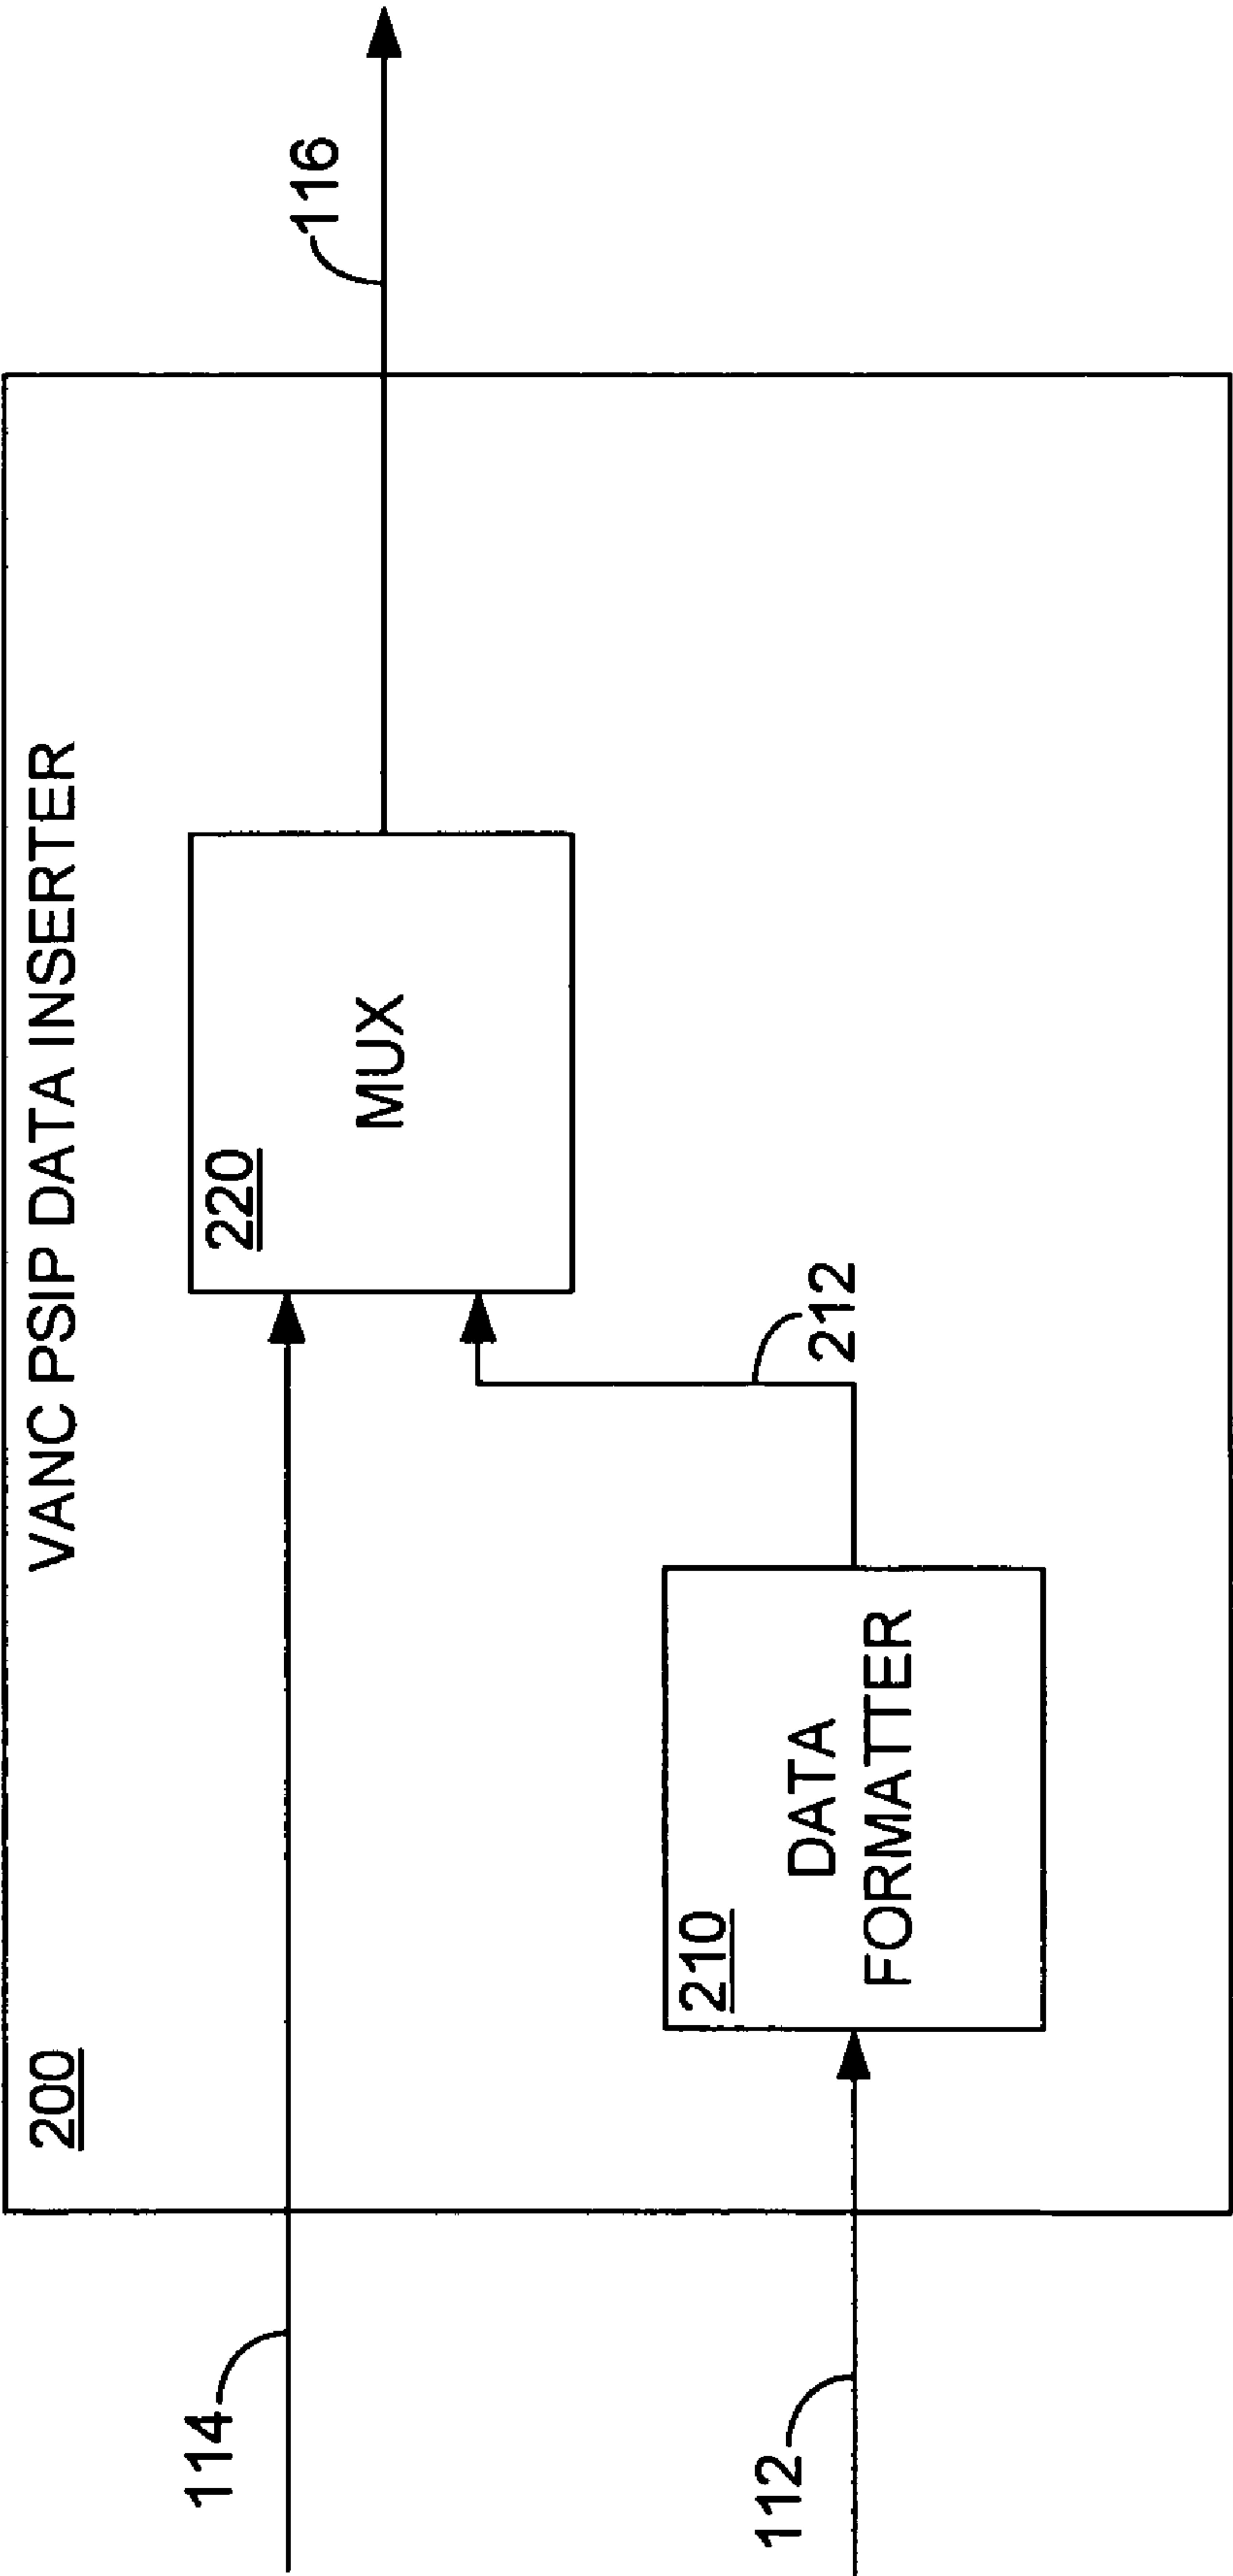 200
VANC PSIP DATA INSERTER
114
220
MUX
116
210
DATA
FORMATTER
212
112